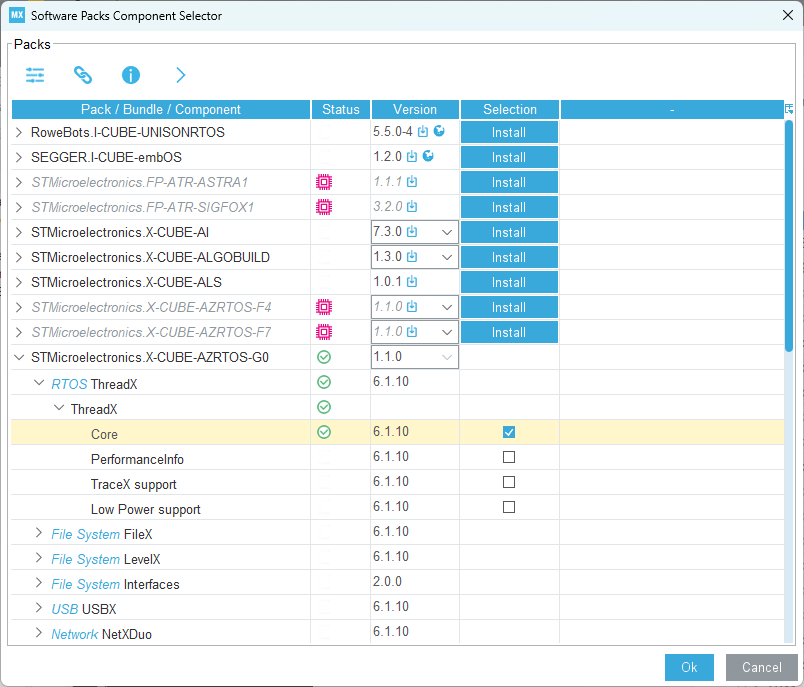 MX Software Packs Component Selector
Packs
Pack / Bundle / Component Status Version Selection -
RoweBots.I-CUBE-UNISONRTOS 5.5.0-4 Install
SEGGER.I-CUBE-embOS 1.2.0 Install
STMicroelectronics.FP-ATR-ASTRA1 1.1.1 Install
STMicroelectronics.FP-ATR-SIGFOX1 3.2.0 Install
STMicroelectronics.X-CUBE-AI 7.3.0 Install
STMicroelectronics.X-CUBE-ALGOBUILD 1.3.0 Install
STMicroelectronics.X-CUBE-ALS 1.0.1 Install
STMicroelectronics.X-CUBE-AZRTOS-F4 1.1.0 Install
STMicroelectronics.X-CUBE-AZRTOS-F7 1.1.0 Install
STMicroelectronics.X-CUBE-AZRTOS-G0 1.1.0
RTOS ThreadX 6.1.10
ThreadX
Core 6.1.10
PerformanceInfo 6.1.10
TraceX support 6.1.10
Low Power support 6.1.10
File System FileX 6.1.10
File System LevelX 6.1.10
File System Interfaces 2.0.0
USB USBX 6.1.10
Network NetXDuo 6.1.10
Ok Cancel